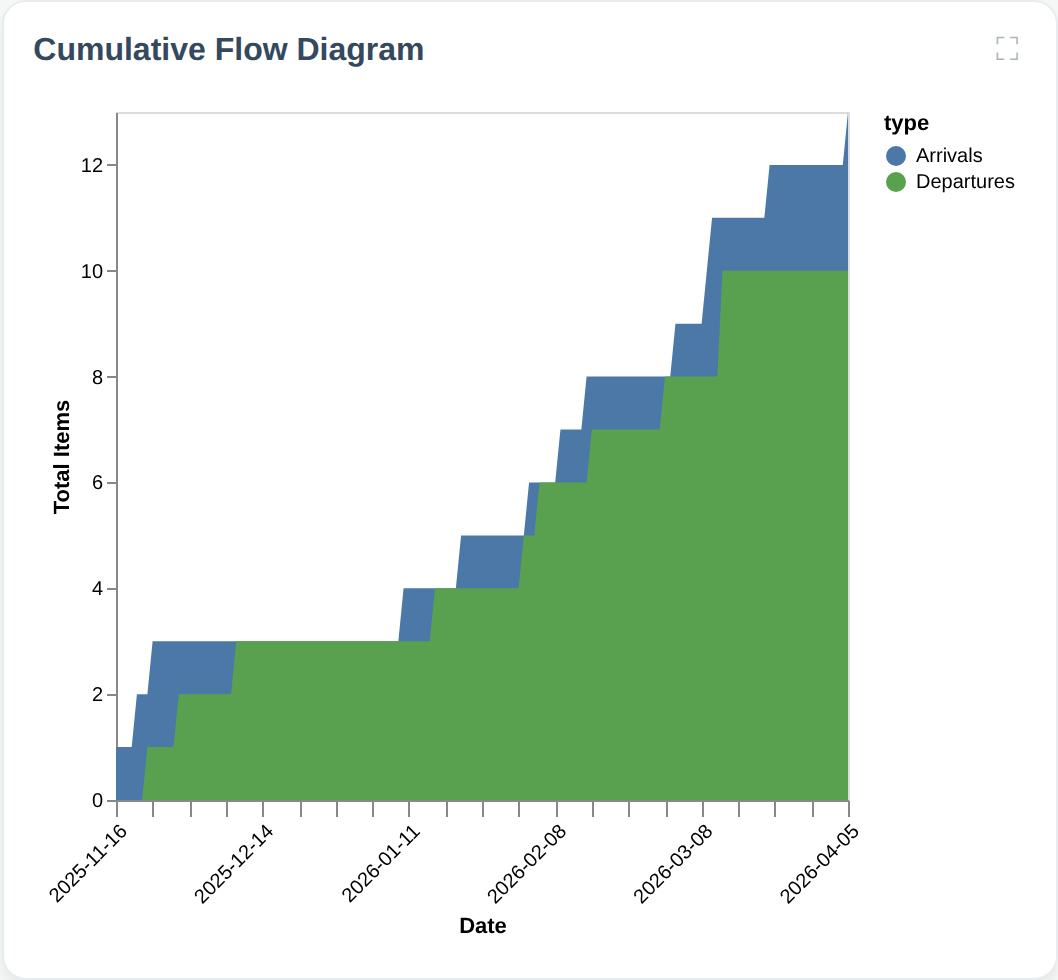 Cumulative Flow Diagram
type
Arrivals
Departures
12
10
8
6
4
2
0
Total Items
2025-11-16
2025-12-14
2026-01-11
2026-02-08
2026-03-08
2026-04-05
Date